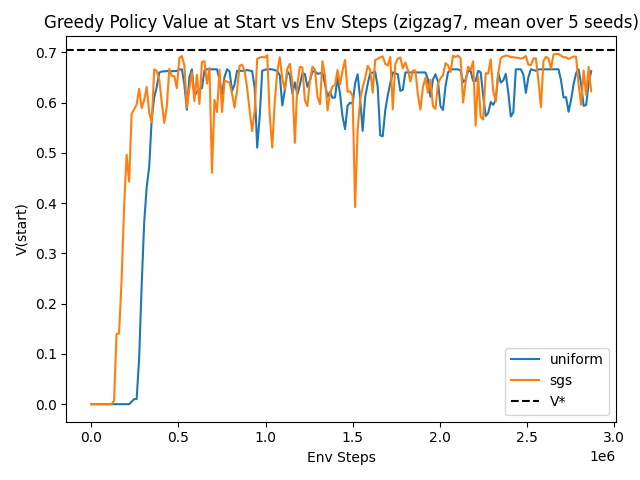 Greedy Policy Value at Start vs Env Steps (zigzag7, mean over 5 seeds)
V(start)
0.7
0.6
0.5
0.4
0.3
0.2
0.1
0.0
uniform
sgs
V*
0.0 0.5 1.0 1.5 2.0 2.5 3.0
Env Steps
1e6